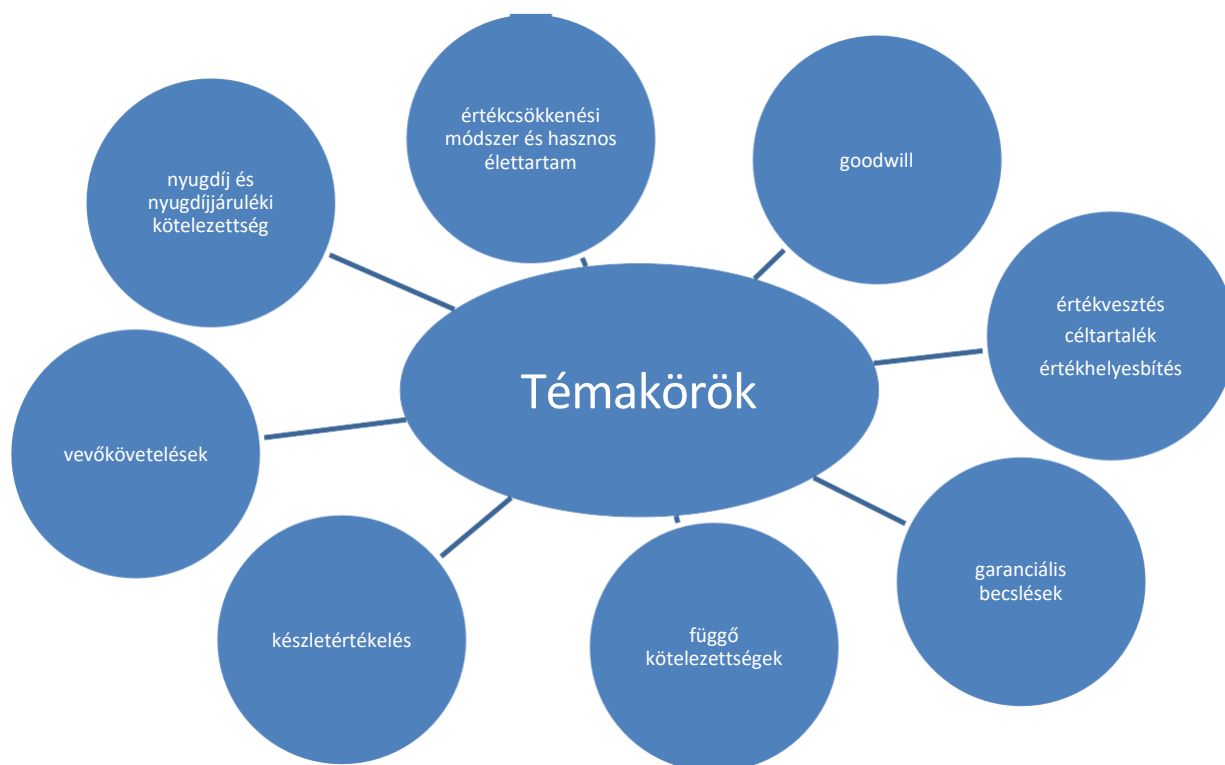 értékcsökkenési
módszer és hasznos
élettartam
goodwill
nyugdíj és
nyugdíjjáruléki
kötelezettség
értékvesztés
céltartalék
értékhelyesbítés
Témakörök
vevőkövetelések
garanciális
becslések
készletértékelés
függő
kötelezettségek